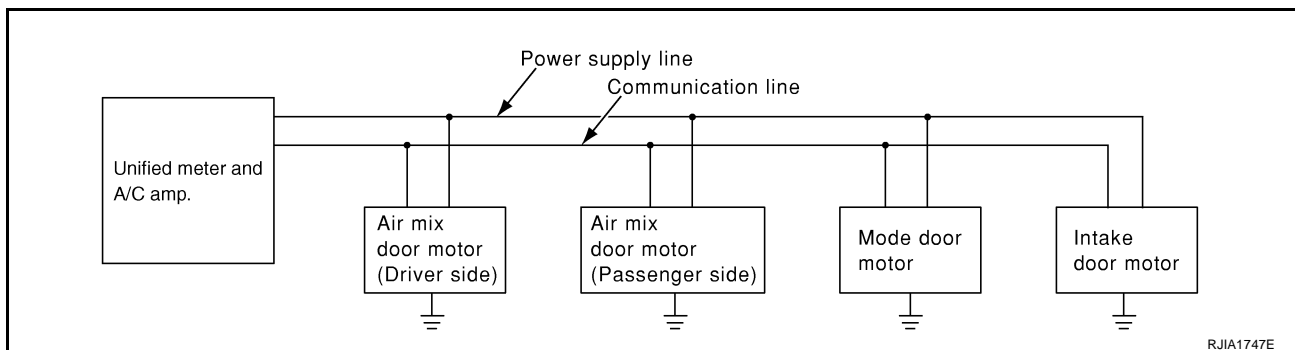 Power supply line
Communication line
Unified meter and
A/C amp.
Air mix
door motor
(Driver side)
Air mix
door motor
(Passenger side)
Mode door
motor
Intake
door motor
RJIA1747E